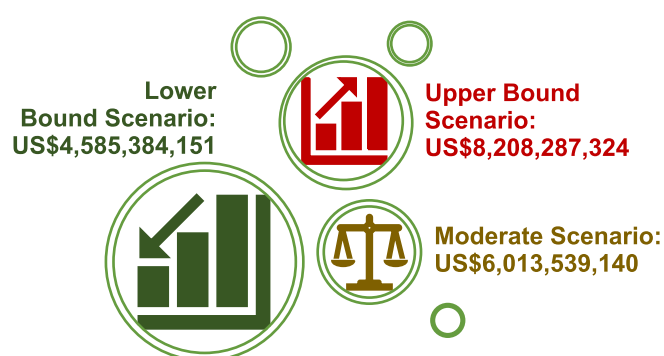 Lower
Bound Scenario:
US$4,585,384,151
Upper Bound
Scenario:
US$8,208,287,324
Moderate Scenario:
US$6,013,539,140